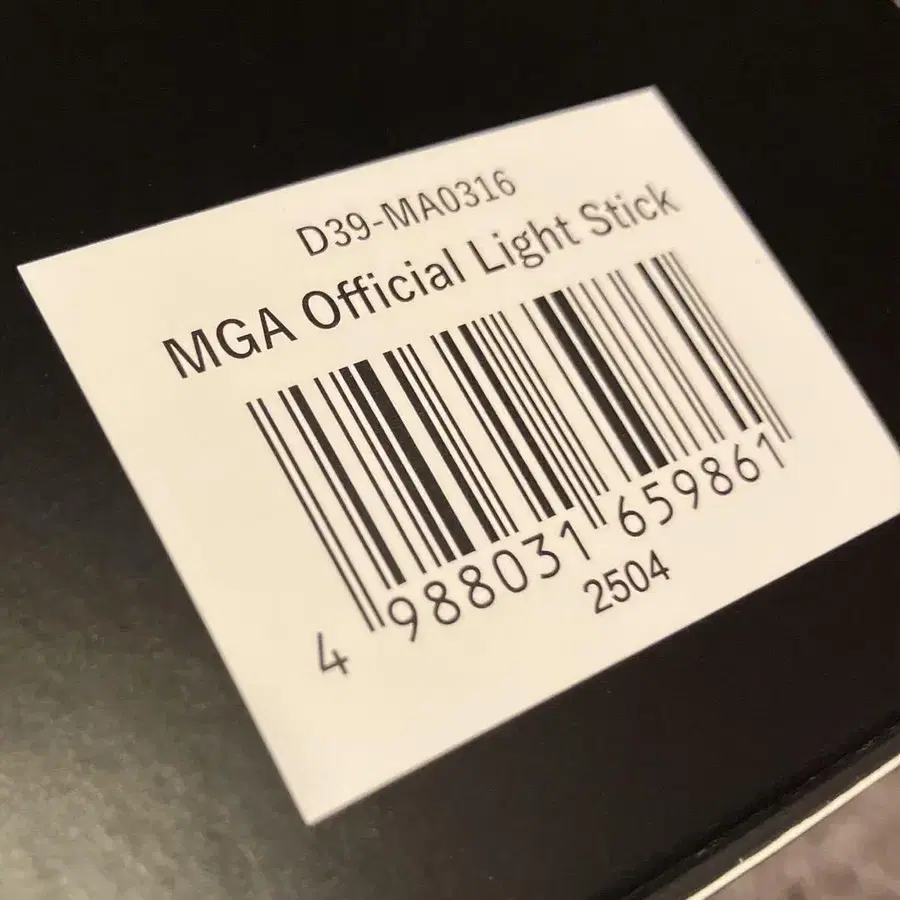 D39-MA0316
MGA Official Light Stick
4 988031 659861
2504